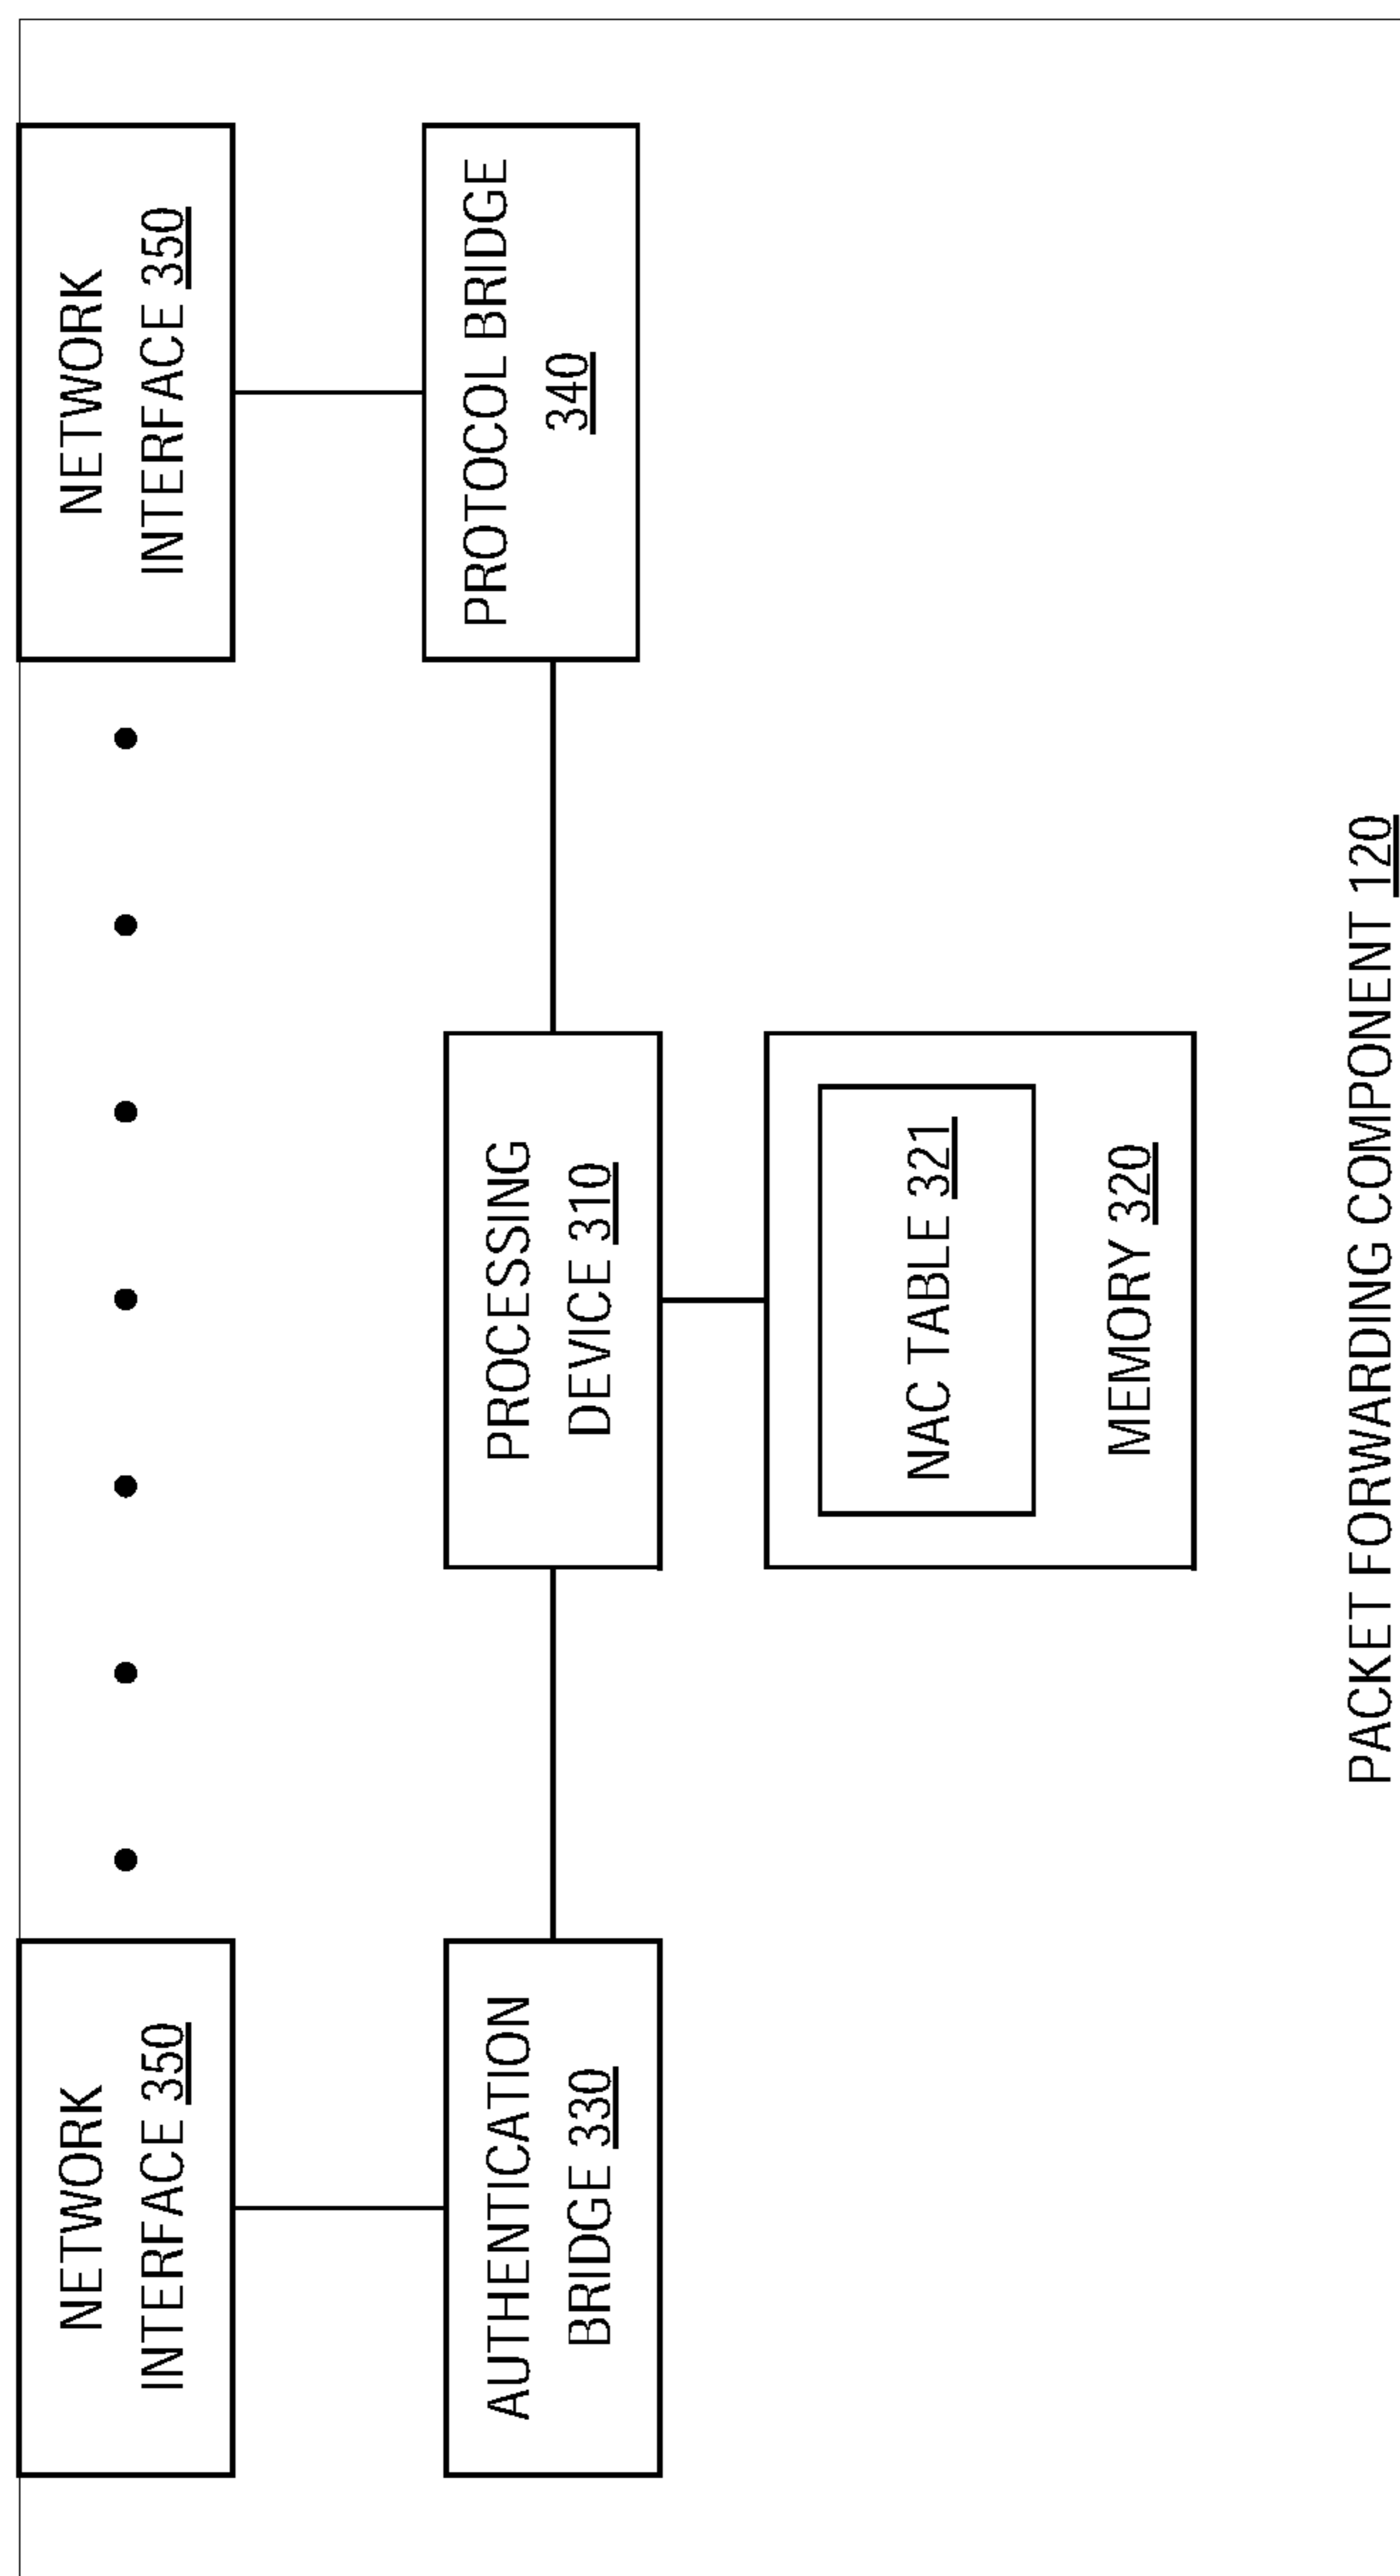 NETWORK
INTERFACE 350
NETWORK
INTERFACE 350
AUTHENTICATION
BRIDGE 330
PROCESSING
DEVICE 310
PROTOCOL BRIDGE
340
NAC TABLE 321
MEMORY 320
PACKET FORWARDING COMPONENT 120